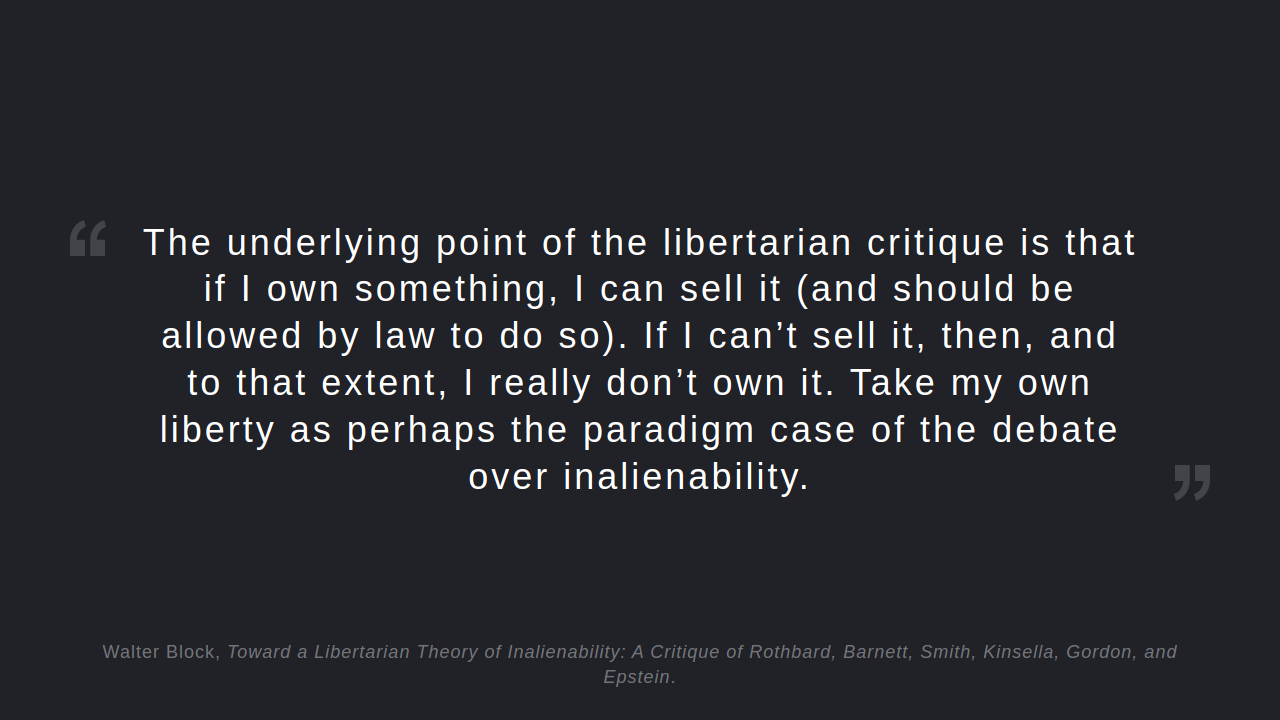 “The underlying point of the libertarian critique is that
if I own something, I can sell it (and should be
allowed by law to do so). If I can’t sell it, then, and
to that extent, I really don’t own it. Take my own
liberty as perhaps the paradigm case of the debate
over inalienability.”
Walter Block, Toward a Libertarian Theory of Inalienability: A Critique of Rothbard, Barnett, Smith, Kinsella, Gordon, and
Epstein.